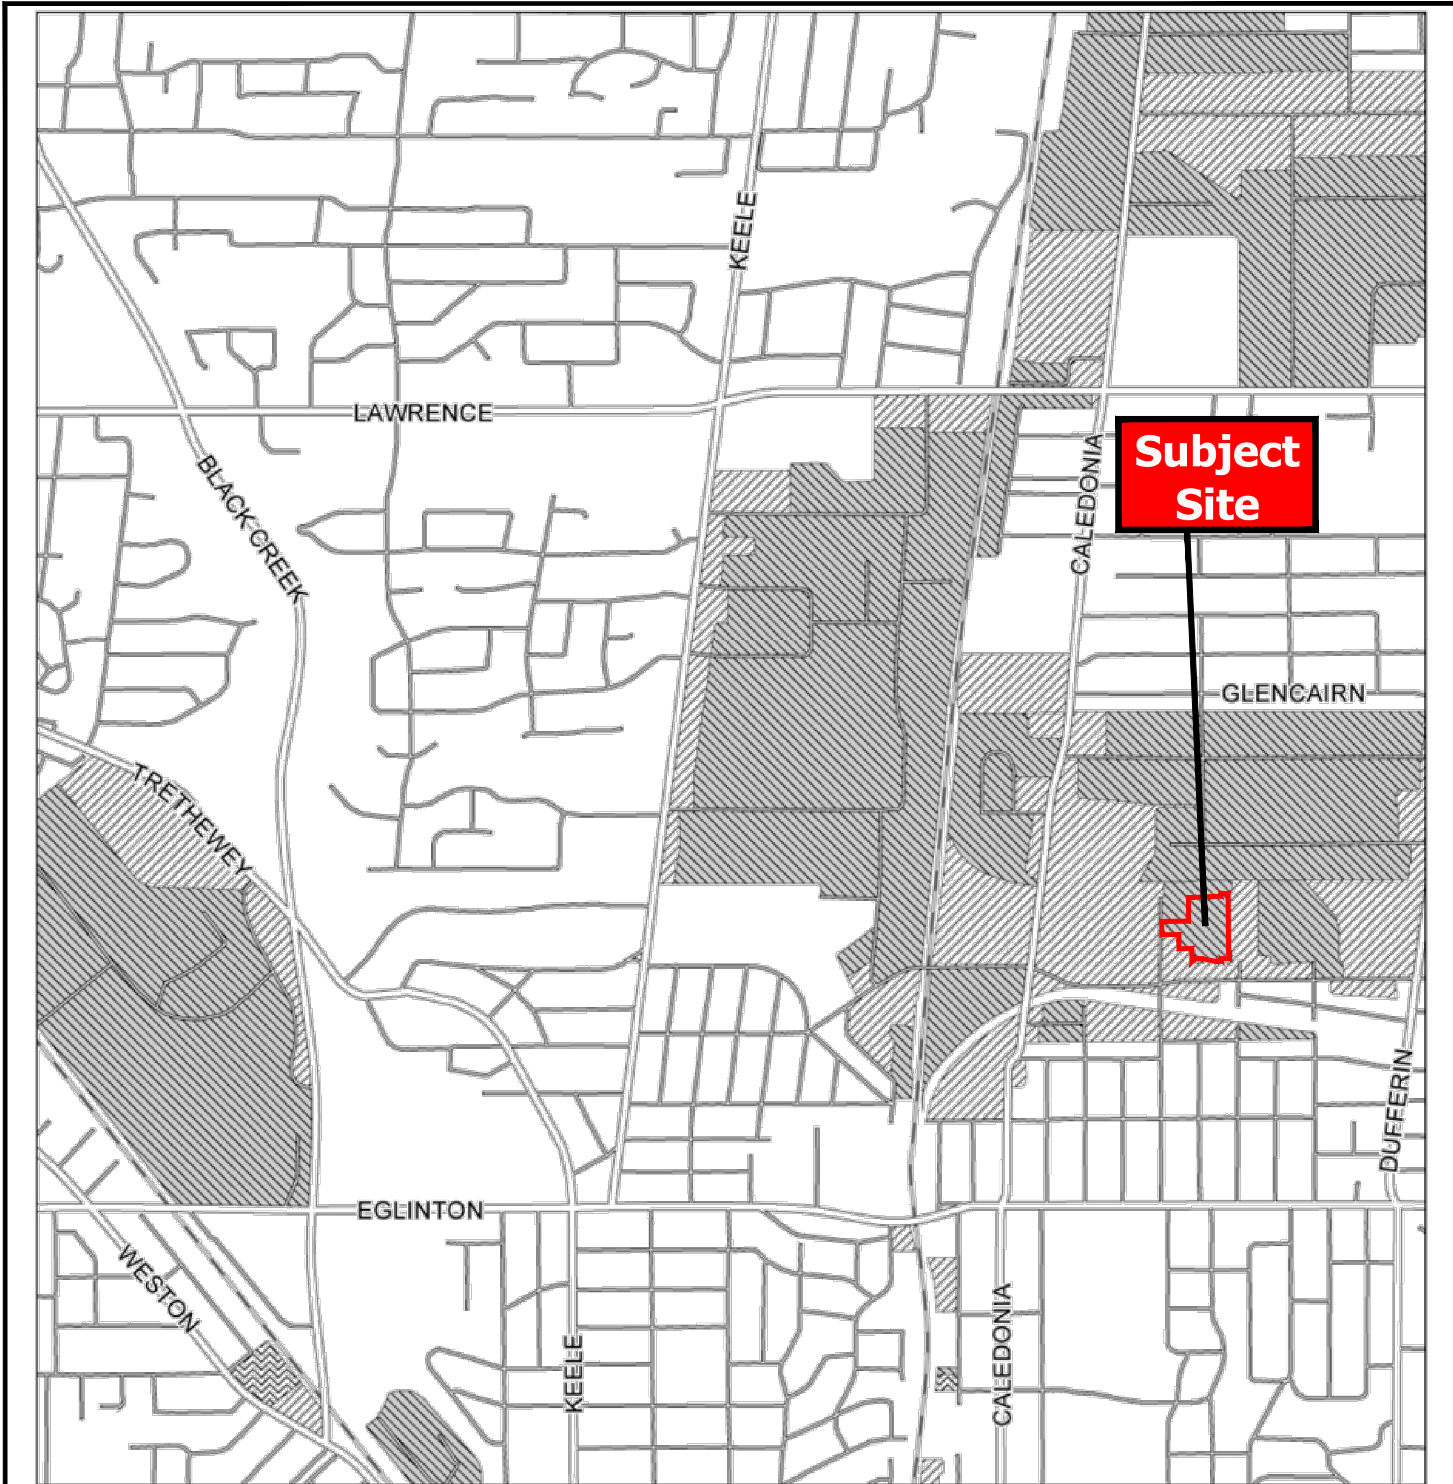 KEELE
LAWRENCE
Subject
Site
BLACK CREEK
CALEDONIA
GLENCAIRN
TRETHEWEY
DUFFERIN
EGLINTON
WESTON
KEELE
CALEDONIA